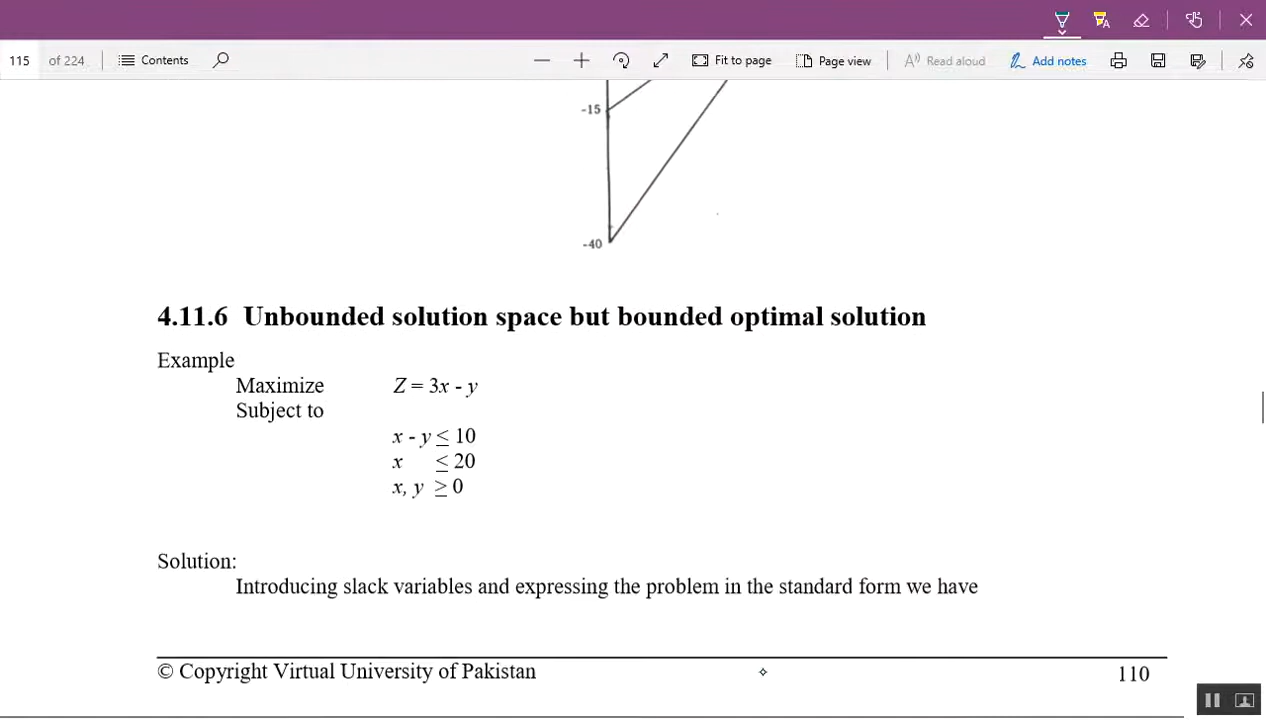 115 of 224 Contents Fit to page Page view Read aloud Add notes
-15
-40
4.11.6 Unbounded solution space but bounded optimal solution
Example
Maximize Z = 3x - y
Subject to
x - y ≤ 10
x ≤ 20
x, y ≥ 0
Solution:
Introducing slack variables and expressing the problem in the standard form we have
© Copyright Virtual University of Pakistan 110